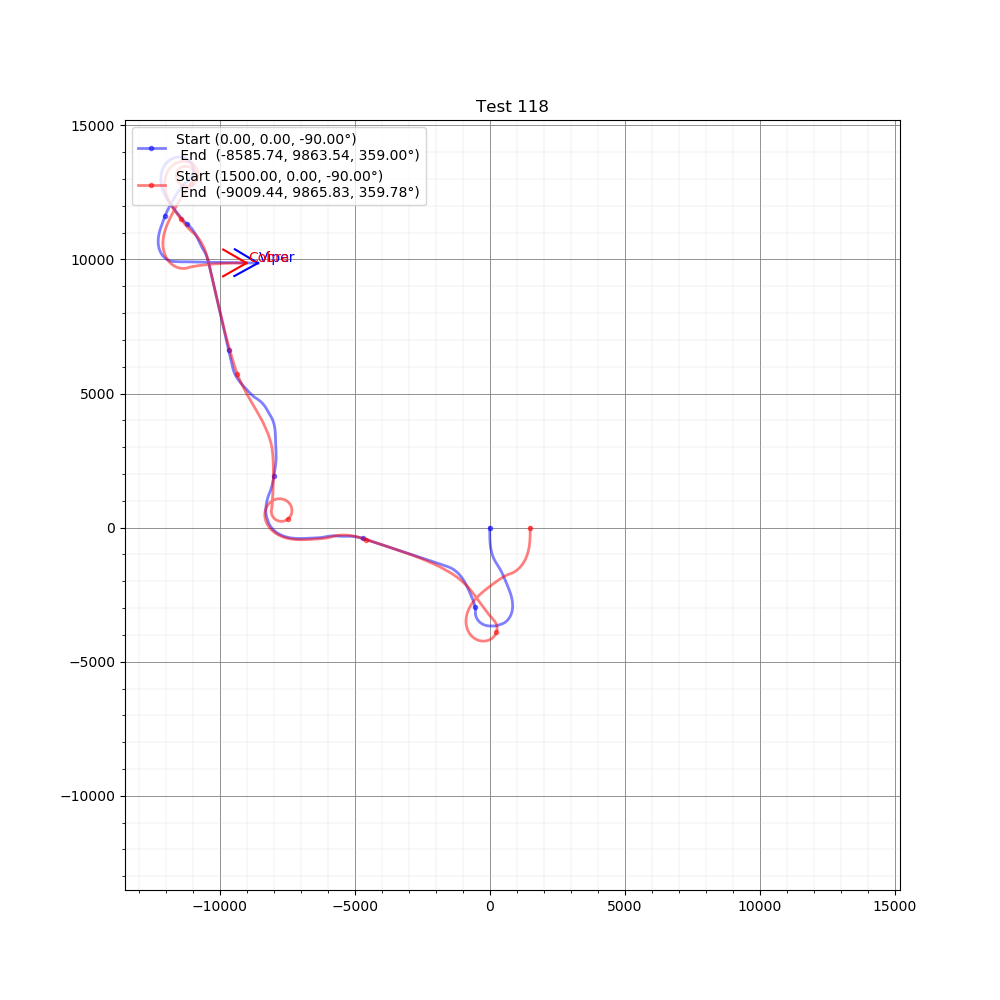 Test 118
Start (0.00, 0.00, -90.00°)
End (-8585.74, 9863.54, 359.00°)
Start (1500.00, 0.00, -90.00°)
End (-9009.44, 9865.83, 359.78°)
15000
10000
5000
0
−5000
−10000
−10000 −5000 0 5000 10000 15000